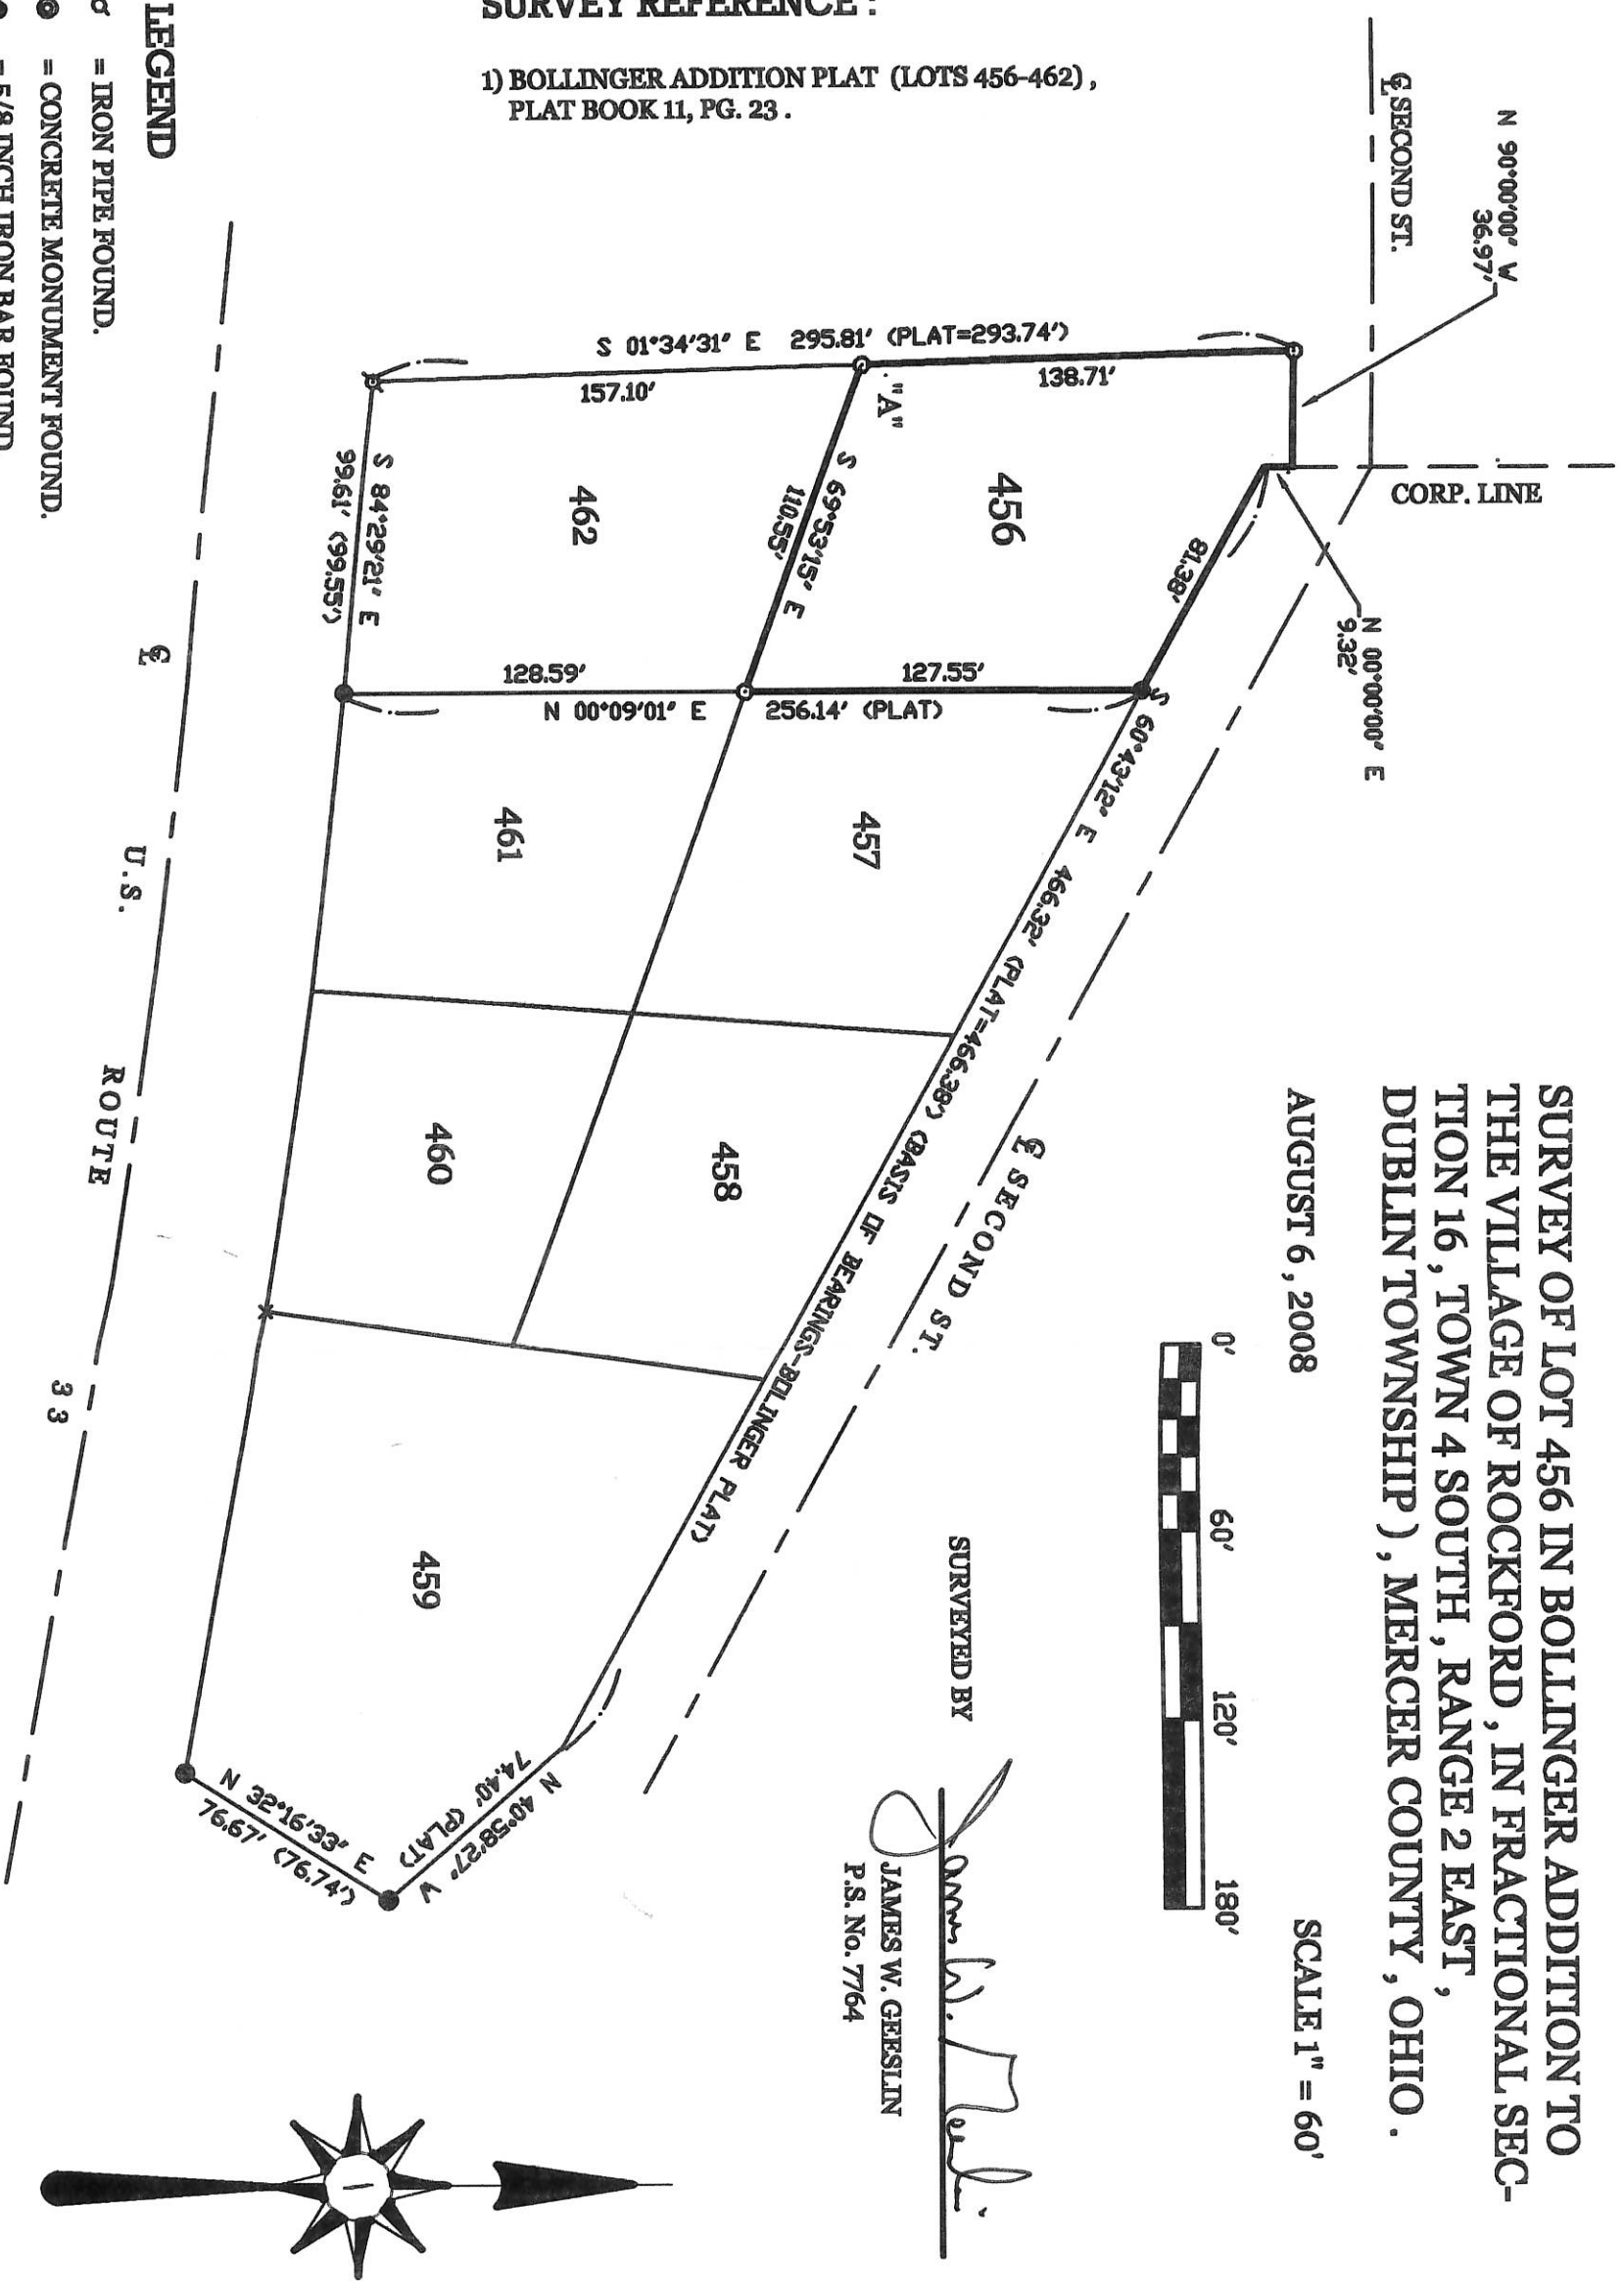 SURVEY OF LOT 456 IN BOLLINGER ADDITION TO
THE VILLAGE OF ROCKFORD , IN FRACTIONAL SEC-
TION 16 , TOWN 4 SOUTH , RANGE 2 EAST ,
DUBLIN TOWNSHIP ) , MERCER COUNTY , OHIO .
AUGUST 6 , 2008
SCALE 1" = 60'
0' 60' 120' 180'
SURVEYED BY
JAMES W. GEESLIN
P.S. No. 7764
N 90°00'00" W
36.97'
℄ SECOND ST.
CORP. LINE
N 00°00'00" E
9.32'
SURVEY REFERENCE :
1) BOLLINGER ADDITION PLAT (LOTS 456-462) ,
PLAT BOOK 11, PG. 23 .
S 01°34'31" E 295.81' (PLAT=293.74')
138.71'
157.10'
"A"
456
81.38'
S 69°53'15" E
110.55'
462
S 84°29'21" E
99.61' (99.55')
127.55'
128.59'
N 00°09'01" E 256.14' (PLAT)
S 60°43'12" E 466.32' (PLAT=466.38') (BASIS OF BEARINGS-BOLINGER PLAT)
℄ SECOND ST.
457
461
458
460
459
N 40°58'27" W
74.40' (PLAT)
N 32°16'33" E
76.67' (76.74')
℄ U.S. ROUTE 33
LEGEND
= IRON PIPE FOUND.
= CONCRETE MONUMENT FOUND.
= 5/8 INCH IRON BAR FOUND